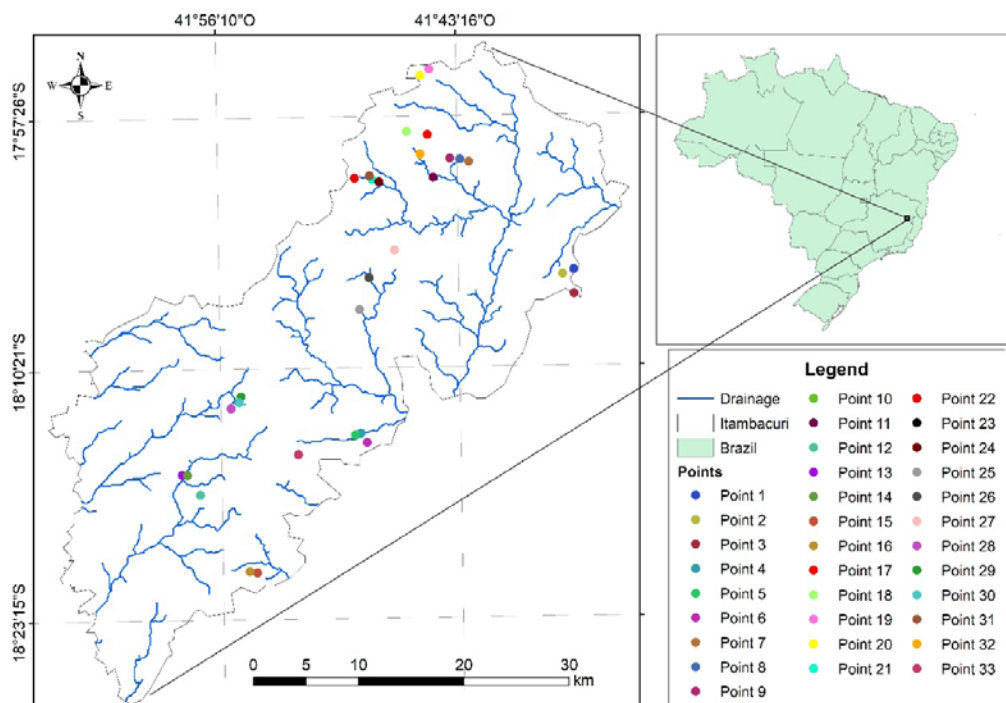 41°56'10"O
41°43'16"O
N
W
E
S
17°57'26"S
18°10'21"S
18°23'15"S
0
5
10
20
30
km
Legend
Drainage
Itambacuri
Brazil
Points
Point 1
Point 2
Point 3
Point 4
Point 5
Point 6
Point 7
Point 8
Point 9
Point 10
Point 11
Point 12
Point 13
Point 14
Point 15
Point 16
Point 17
Point 18
Point 19
Point 20
Point 21
Point 22
Point 23
Point 24
Point 25
Point 26
Point 27
Point 28
Point 29
Point 30
Point 31
Point 32
Point 33